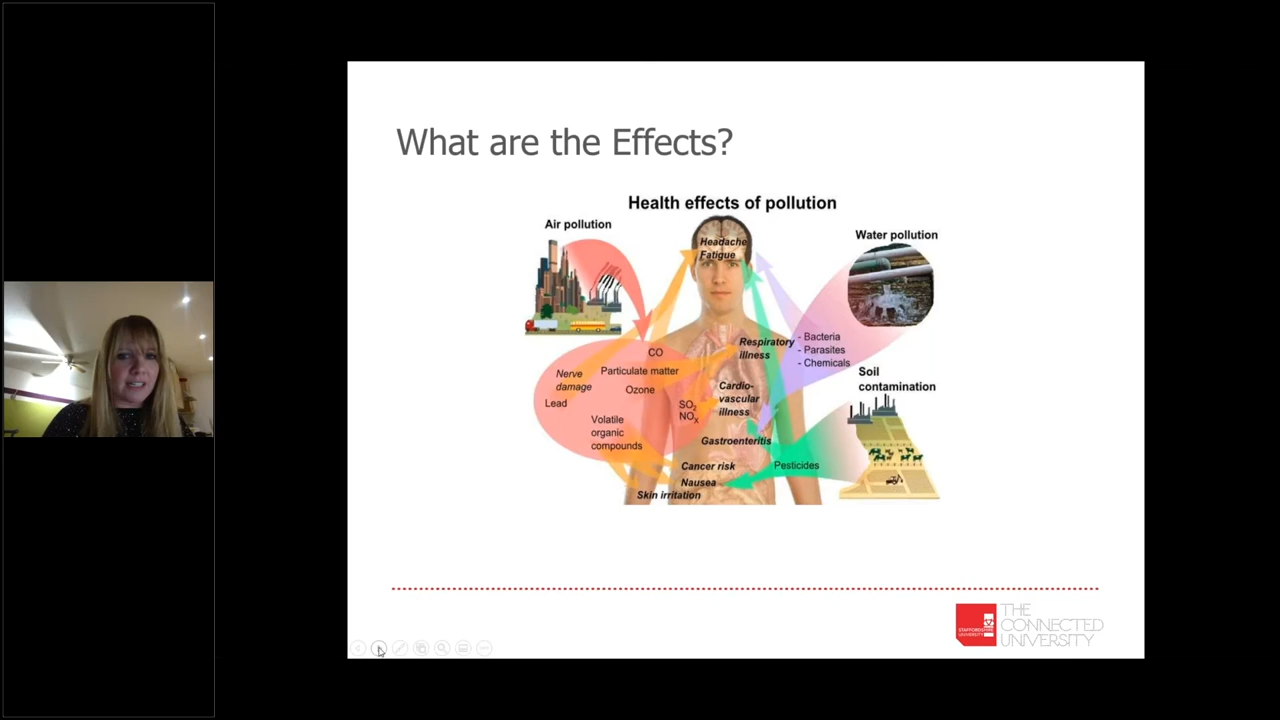 What are the Effects?
Health effects of pollution
Air pollution
Water pollution
Headache
Fatigue
- Bacteria
- Parasites
- Chemicals
Respiratory
illness
CO
Particulate matter
Nerve
damage
Ozone
Lead
SO2
NOx
Volatile
organic
compounds
Cardio-
vascular
illness
Soil
contamination
Gastroenteritis
Cancer risk
Pesticides
Nausea
Skin irritation
STAFFORDSHIRE
UNIVERSITY
THE
CONNECTED
UNIVERSITY